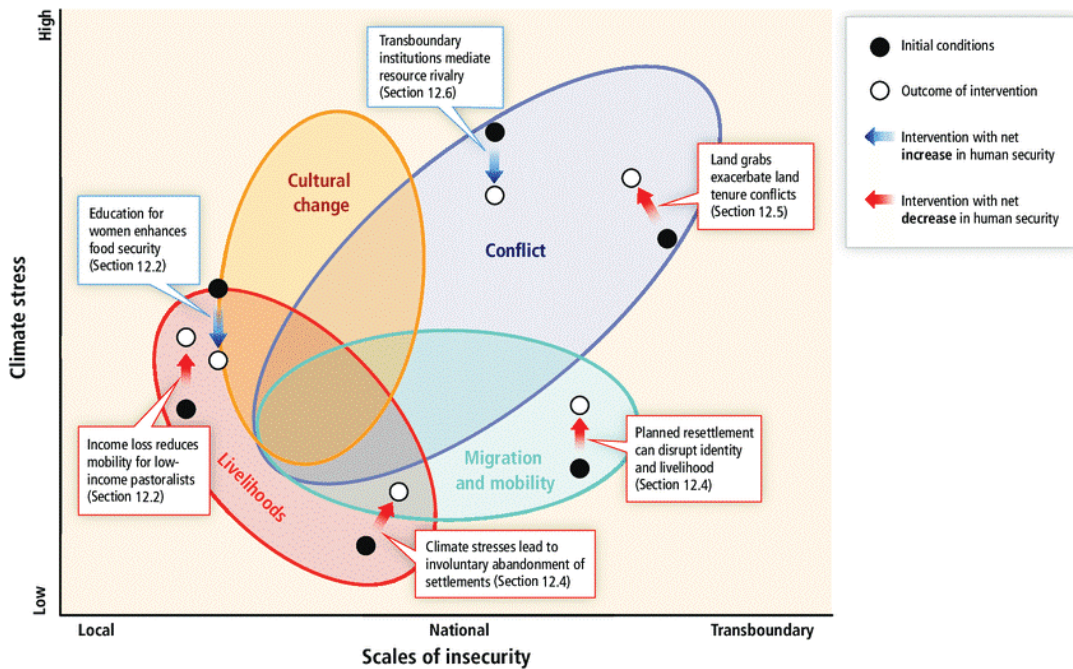 High
Climate stress
Low
Local
National
Transboundary
Scales of insecurity
Transboundary
institutions mediate
resource rivalry
(Section 12.6)
Land grabs
exacerbate land
tenure conflicts
(Section 12.5)
Cultural
change
Education for
women enhances
food security
(Section 12.2)
Conflict
Income loss reduces
mobility for low-
income pastoralists
(Section 12.2)
Livelihoods
Migration
and mobility
Planned resettlement
can disrupt identity
and livelihood
(Section 12.4)
Climate stresses lead to
involuntary abandonment of
settlements (Section 12.4)
Initial conditions
Outcome of intervention
Intervention with net
increase in human security
Intervention with net
decrease in human security